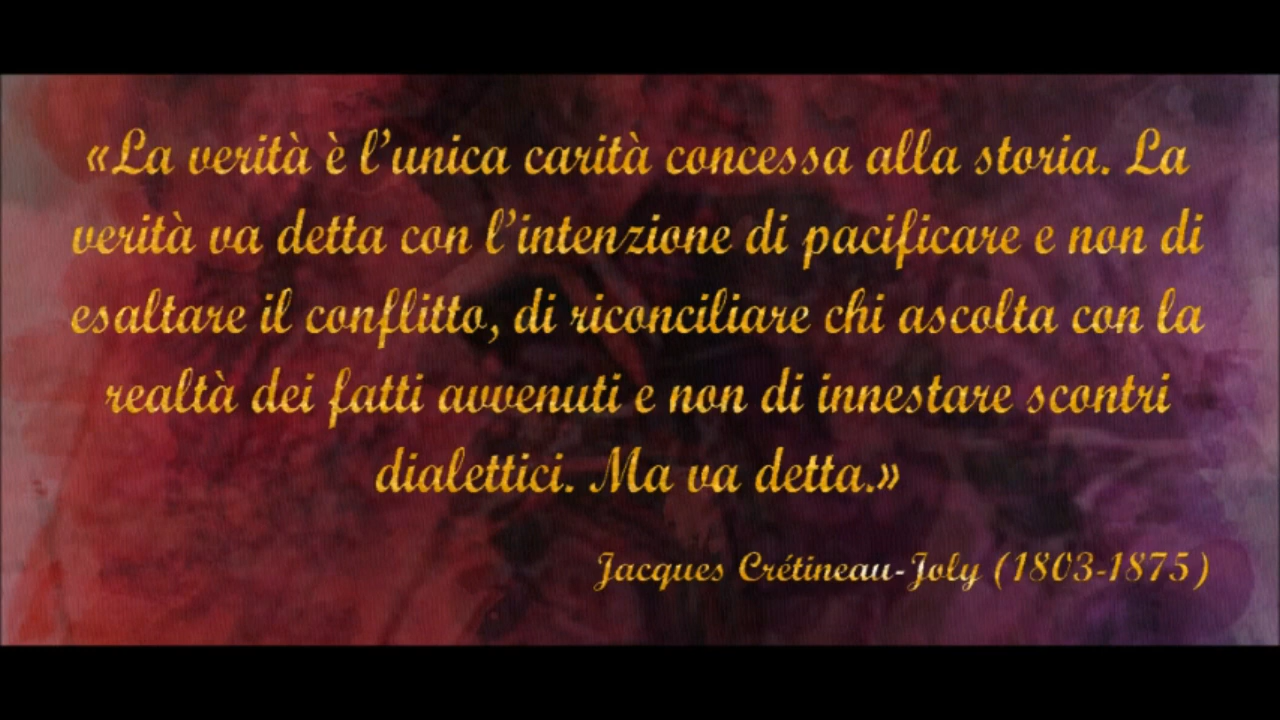 «La verità è l’unica carità concessa alla storia. La
verità va detta con l’intenzione di pacificare e non di
esaltare il conflitto, di riconciliare chi ascolta con la
realtà dei fatti avvenuti e non di innestare scontri
dialettici. Ma va detta.»
Jacques Crétineau-Joly (1803-1875)